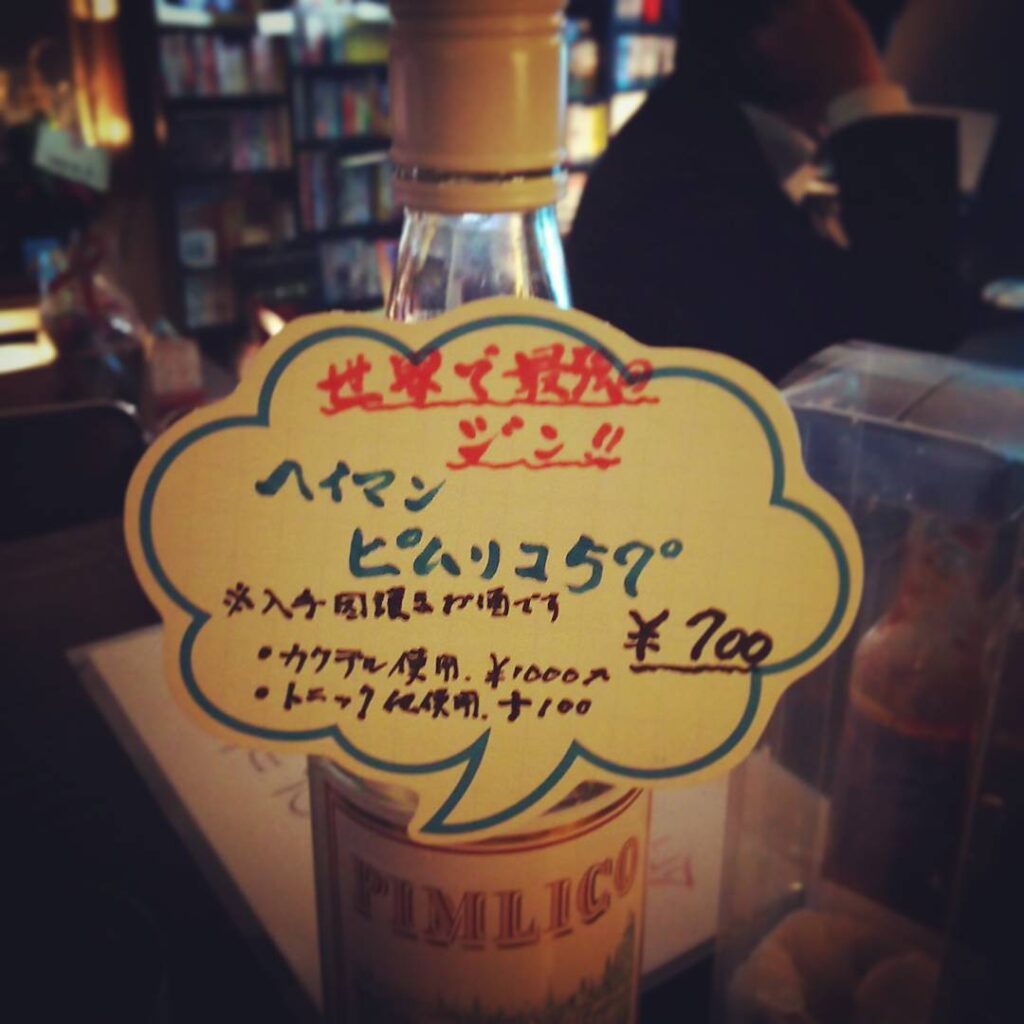 世界で最強の
ジン!!
ヘイマン
ピムリコ57°
※入手困難なお酒です
¥700
・カクテル使用.¥1000〜
・トニック他使用.+100
PIMLICO